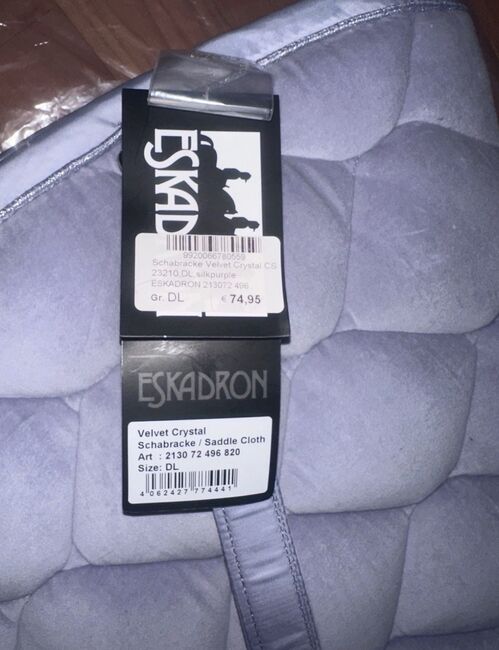 ESKAD
9920066780559
Schabracke Velvet Crystal CS
23210,DL silkpurple
ESKADRON 213072 496
Gr. DL € 74,95
ESKADRON
Velvet Crystal
Schabracke / Saddle Cloth
Art : 2130 72 496 820
Size: DL
4 062427 774441